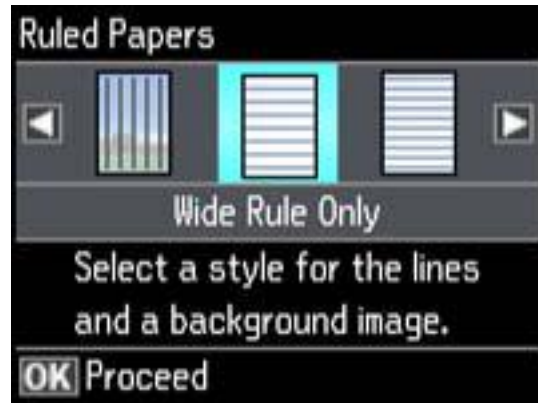 Ruled Papers
Wide Rule Only
Select a style for the lines
and a background image.
OK Proceed